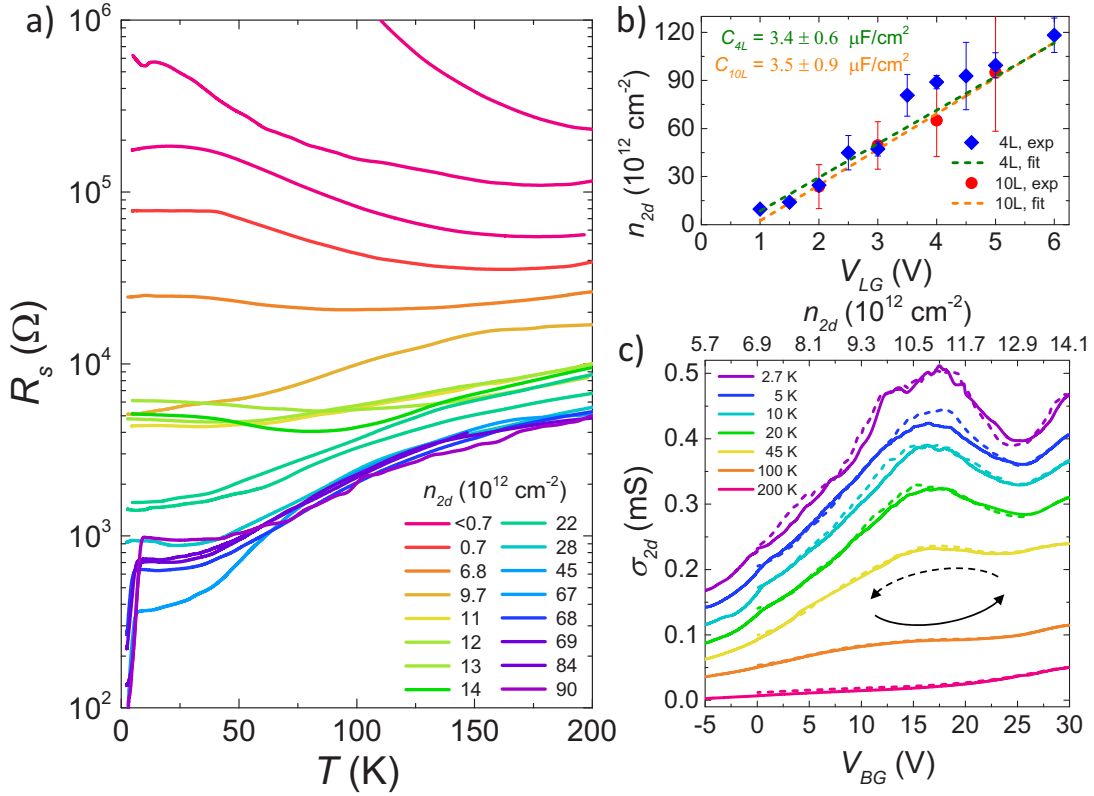 a)
R_s (Ω)
10^6
10^5
10^4
10^3
10^2
0 50 100 150 200
T (K)
n_2d (10^12 cm^-2)
<0.7 22
0.7 28
6.8 45
9.7 67
11 68
12 69
13 84
14 90
b)
n_2d (10^12 cm^-2)
120
90
60
30
0
C_4L = 3.4 ± 0.6 μF/cm^2
C_10L = 3.5 ± 0.9 μF/cm^2
4L, exp
4L, fit
10L, exp
10L, fit
0 1 2 3 4 5 6
V_LG (V)
n_2d (10^12 cm^-2)
5.7 6.9 8.1 9.3 10.5 11.7 12.9 14.1
c)
σ_2d (mS)
0.5
0.4
0.3
0.2
0.1
0.0
2.7 K
5 K
10 K
20 K
45 K
100 K
200 K
-5 0 5 10 15 20 25 30
V_BG (V)